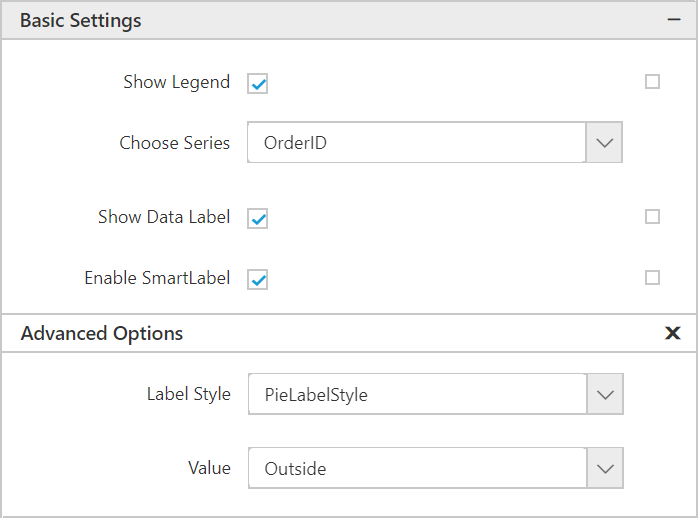 Basic Settings
Show Legend
Choose Series OrderID
Show Data Label
Enable SmartLabel
Advanced Options
Label Style PieLabelStyle
Value Outside